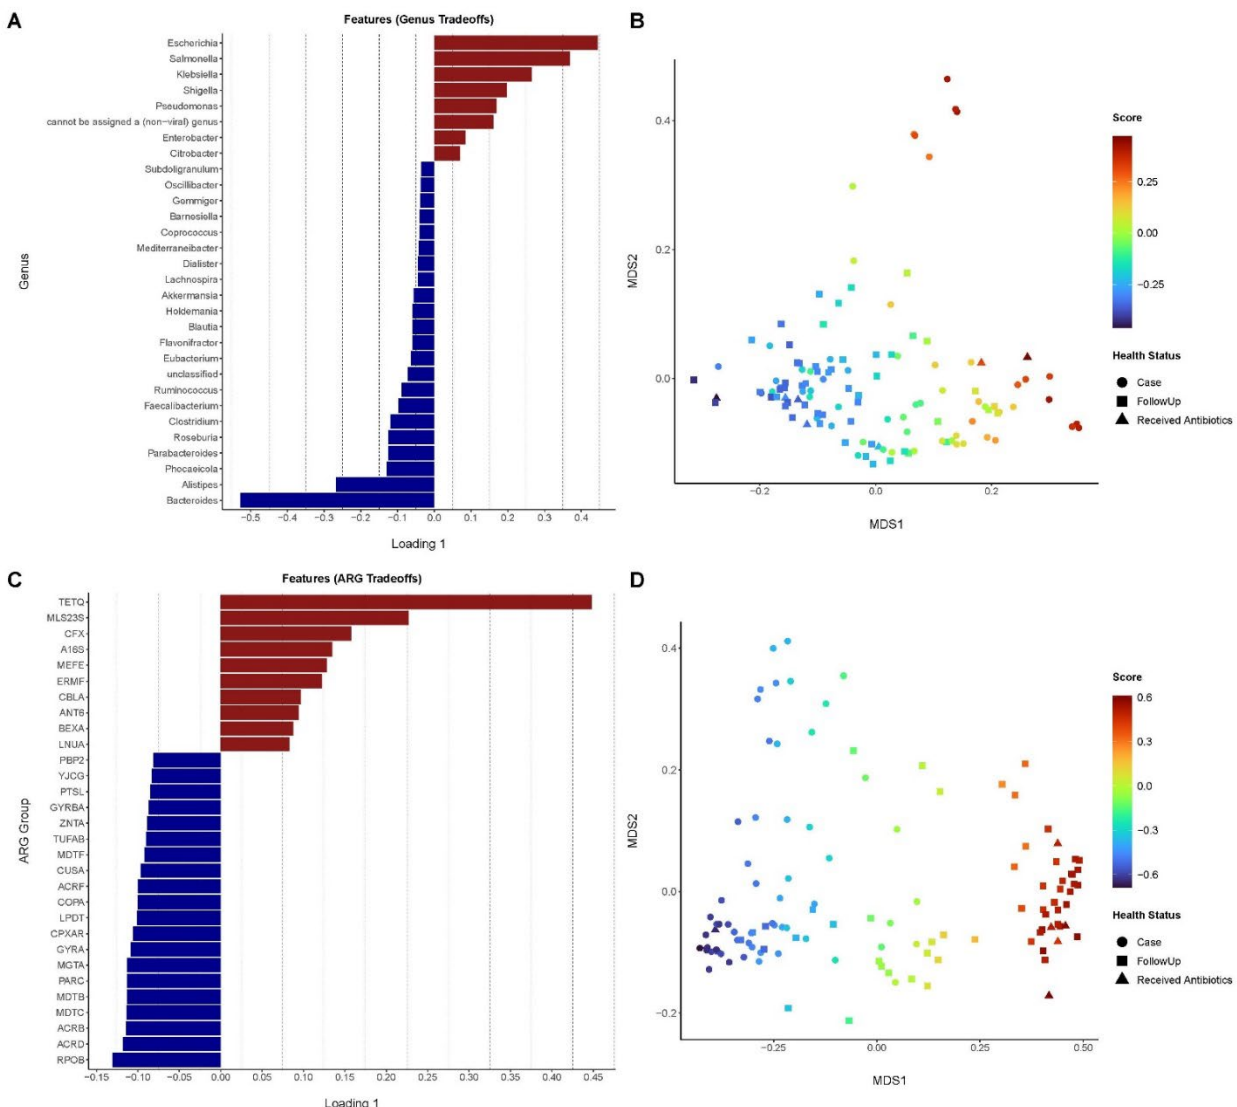 A
Features (Genus Tradeoffs)
Genus
Escherichia
Salmonella
Klebsiella
Shigella
Pseudomonas
cannot be assigned a (non-viral) genus
Enterobacter
Citrobacter
Subdoligranulum
Oscillibacter
Gemmiger
Barnesiella
Coprococcus
Mediterraneibacter
Dialister
Lachnospira
Akkermansia
Holdemania
Blautia
Flavonifractor
Eubacterium
unclassified
Ruminococcus
Faecalibacterium
Clostridium
Roseburia
Parabacteroides
Phocaeicola
Alistipes
Bacteroides
−0.5 −0.4 −0.3 −0.2 −0.1 0.0 0.1 0.2 0.3 0.4
Loading 1
B
MDS2
0.4
0.2
0.0
−0.2 0.0 0.2
MDS1
Score
0.25
0.00
−0.25
Health Status
Case
FollowUp
Received Antibiotics
C
Features (ARG Tradeoffs)
ARG Group
TETQ
MLS23S
CFX
A16S
MEFE
ERMF
CBLA
ANT6
BEXA
LNUA
PBP2
YJCG
PTSL
GYRBA
ZNTA
TUFAB
MDTF
CUSA
ACRF
COPA
LPDT
CPXAR
GYRA
MGTA
PARC
MDTB
MDTC
ACRB
ACRD
RPOB
−0.15 −0.10 −0.05 0.00 0.05 0.10 0.15 0.20 0.25 0.30 0.35 0.40 0.45
Loading 1
D
MDS2
0.4
0.2
0.0
−0.2
−0.25 0.00 0.25 0.50
MDS1
Score
0.6
0.3
0.0
−0.3
−0.6
Health Status
Case
FollowUp
Received Antibiotics